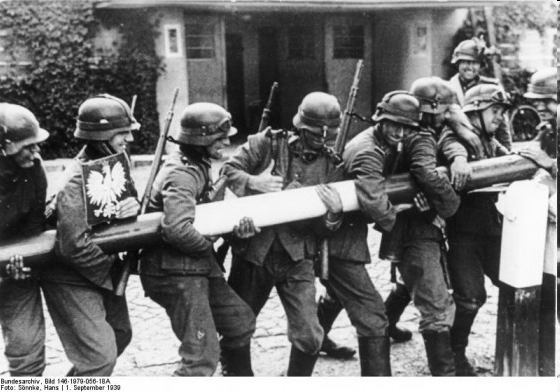 Bundesarchiv, Bild 146-1979-056-18A
Foto: Sönnke, Hans | 1. September 1939